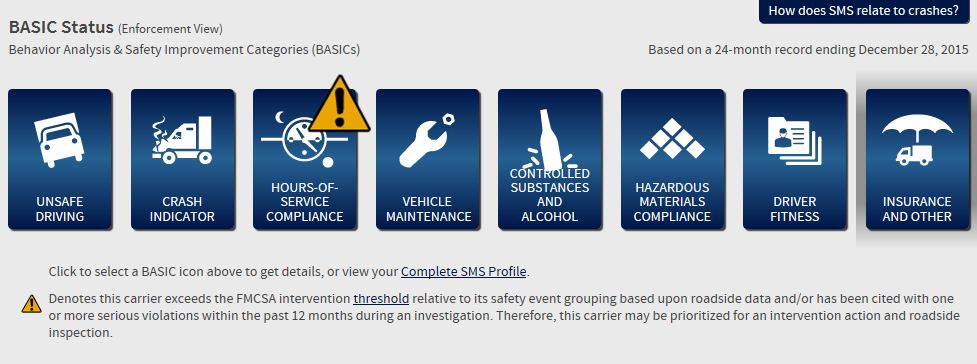 How does SMS relate to crashes?
BASIC Status (Enforcement View)
Behavior Analysis & Safety Improvement Categories (BASICs)
Based on a 24-month record ending December 28, 2015
UNSAFE
DRIVING
CRASH
INDICATOR
HOURS-OF-
SERVICE
COMPLIANCE
VEHICLE
MAINTENANCE
CONTROLLED
SUBSTANCES
AND
ALCOHOL
HAZARDOUS
MATERIALS
COMPLIANCE
DRIVER
FITNESS
INSURANCE
AND OTHER
Click to select a BASIC icon above to get details, or view your Complete SMS Profile.
Denotes this carrier exceeds the FMCSA intervention threshold relative to its safety event grouping based upon roadside data and/or has been cited with one
or more serious violations within the past 12 months during an investigation. Therefore, this carrier may be prioritized for an intervention action and roadside
inspection.